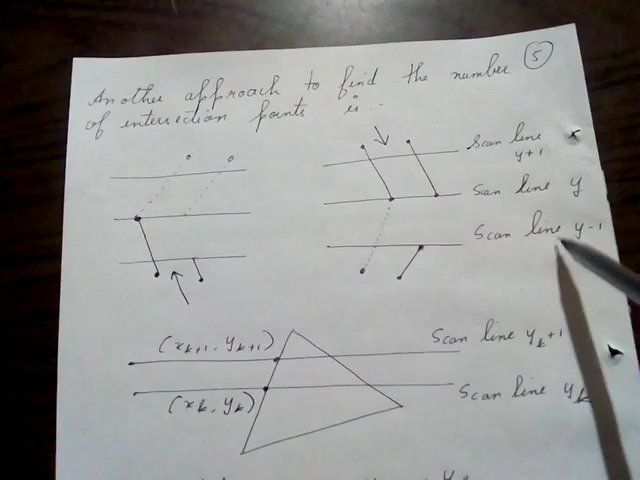 5
Another approach to find the number
of intersection points is..
Scan line
y+1
Scan line y
Scan line y-1
(xk+1, yk+1)
Scan line yk+1
(xk, yk)
Scan line yk